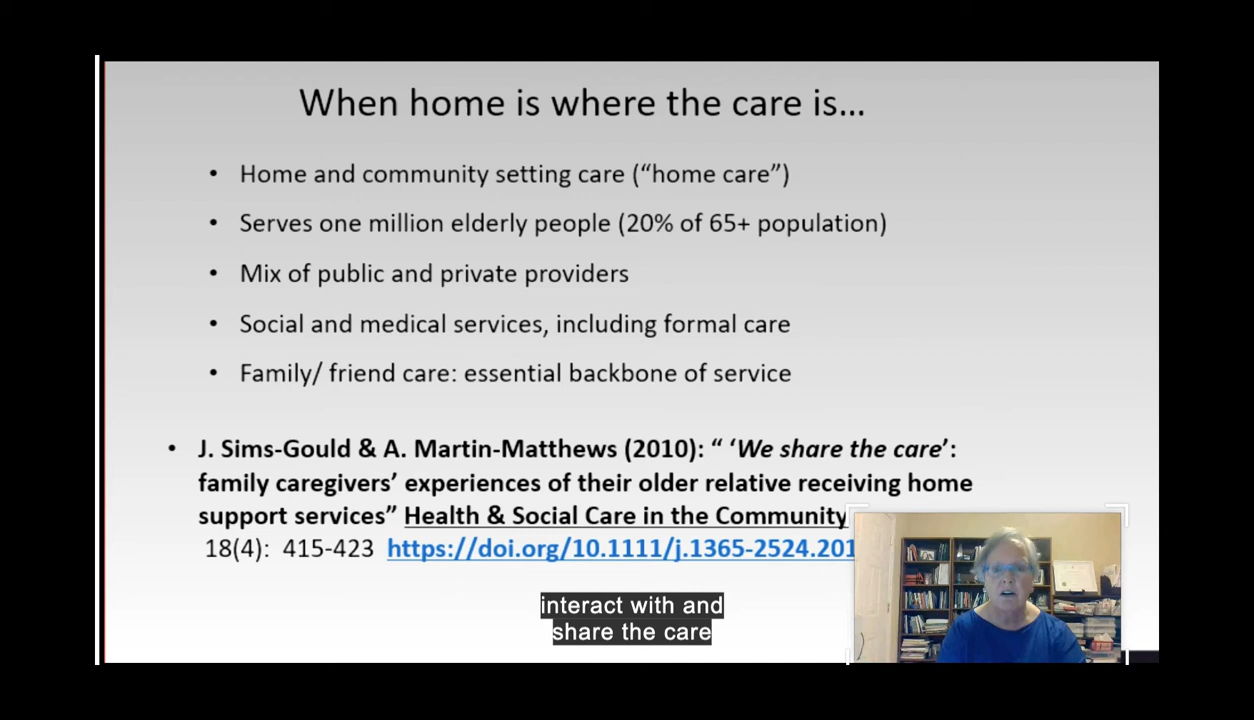 When home is where the care is...
• Home and community setting care (“home care”)
• Serves one million elderly people (20% of 65+ population)
• Mix of public and private providers
• Social and medical services, including formal care
• Family/ friend care: essential backbone of service
• J. Sims-Gould & A. Martin-Matthews (2010): “ ‘We share the care’:
family caregivers’ experiences of their older relative receiving home
support services” Health & Social Care in the Community
18(4): 415-423 https://doi.org/10.1111/j.1365-2524.201
interact with and
share the care